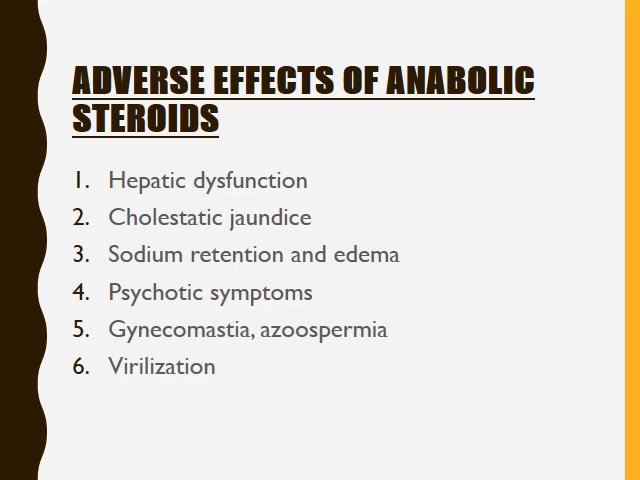 ADVERSE EFFECTS OF ANABOLIC
STEROIDS
1. Hepatic dysfunction
2. Cholestatic jaundice
3. Sodium retention and edema
4. Psychotic symptoms
5. Gynecomastia, azoospermia
6. Virilization